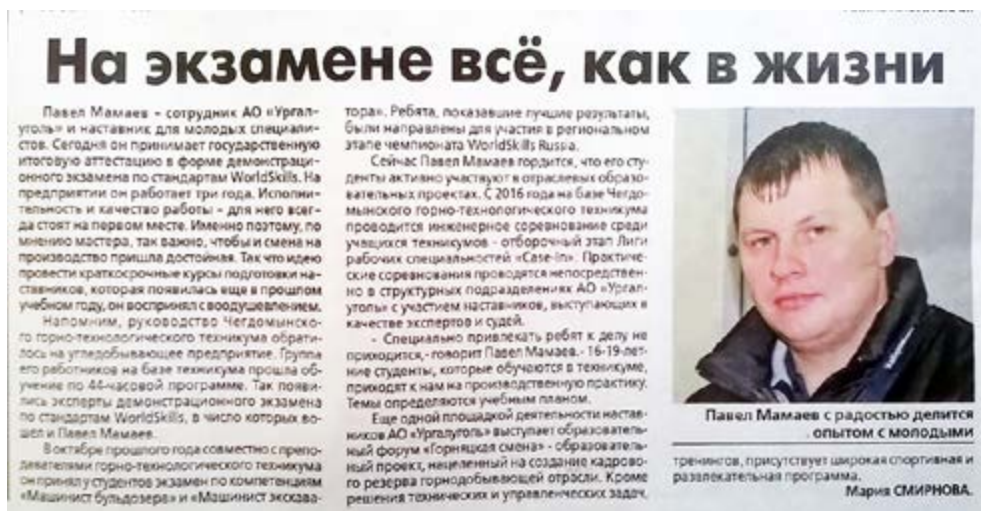 На экзамене всё, как в жизни
Павел Мамаев – сотрудник АО «Ургал-
уголь» и наставник для молодых специали-
стов. Сегодня он принимает государственную
итоговую аттестацию в форме демонстраци-
онного экзамена по стандартам WorldSkills. На
предприятии он работает три года. Исполни-
тельность и качество работы – для него всег-
да стоят на первом месте. Именно поэтому, по
мнению мастера, так важно, чтобы и смена на
производство пришла достойная. Так что идею
провести краткосрочные курсы подготовки на-
ставников, которая появилась еще в прошлом
учебном году, он воспринял с воодушевлением.
Напомним, руководство Чегдомынско-
го горно-технологического техникума обрати-
лось на угледобывающее предприятие. Группа
его работников на базе техникума прошла об-
учение по 44-часовой программе. Так появи-
лись эксперты демонстрационного экзамена
по стандартам WorldSkills, в число которых во-
шел и Павел Мамаев.
В октябре прошлого года совместно с препо-
давателями горно-технологического техникума
он принял у студентов экзамен по компетенциям
«Машинист бульдозера» и «Машинист экскава-
тора». Ребята, показавшие лучшие результаты,
были направлены для участия в региональном
этапе чемпионата WorldSkills Russia.
Сейчас Павел Мамаев гордится, что его сту-
денты активно участвуют в отраслевых образо-
вательных проектах. С 2016 года на базе Чегдо-
мынского горно-технологического техникума
проводится инженерное соревнование среди
учащихся техникумов - отборочный этап Лиги
рабочих специальностей «Case-in». Практиче-
ские соревнования проводятся непосредствен-
но в структурных подразделениях АО «Ургал-
уголь» с участием наставников, выступающих в
качестве экспертов и судей.
- Специально привлекать ребят к делу не
приходится,- говорит Павел Мамаев.- 16-19-лет-
ние студенты, которые обучаются в техникуме,
приходят к нам на производственную практику.
Темы определяются учебным планом.
Еще одной площадкой деятельности настав-
ников АО «Ургалуголь» выступает образователь-
ный форум «Горняцкая смена» - образователь-
ный проект, нацеленный на создание кадрово-
го резерва горнодобывающей отрасли. Кроме
решения технических и управленческих задач,
Павел Мамаев с радостью делится
опытом с молодыми
тренингов, присутствует широкая спортивная и
развлекательная программа.
Мария СМИРНОВА.